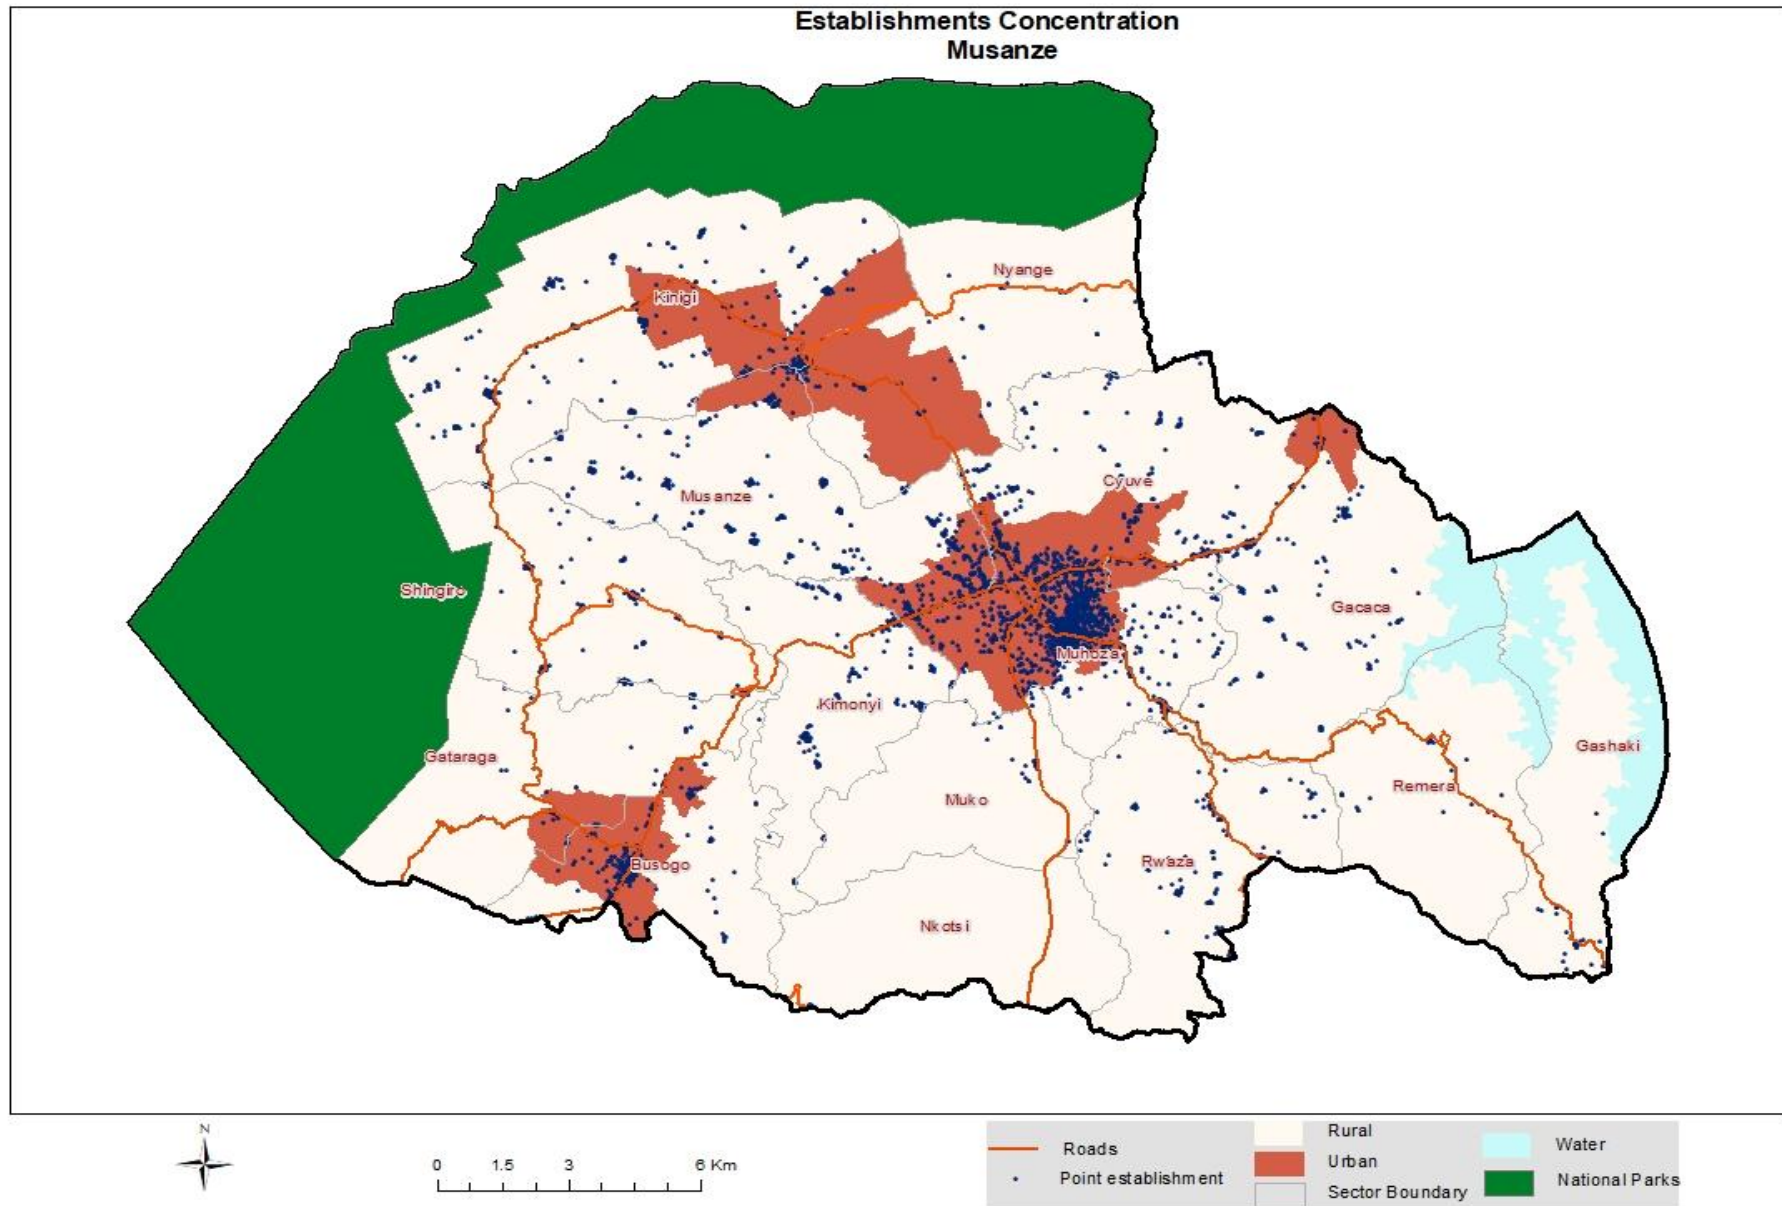 Establishments Concentration
Musanze
Nyange
Kinigi
Cyuve
Musanze
Shingiro
Gacaca
Muhoza
Kimonyi
Gashaki
Gataraga
Remera
Muko
Rwaza
Busogo
Nkotsi
N
0 1.5 3 6 Km
Roads
Point establishment
Rural
Urban
Sector Boundary
Water
National Parks